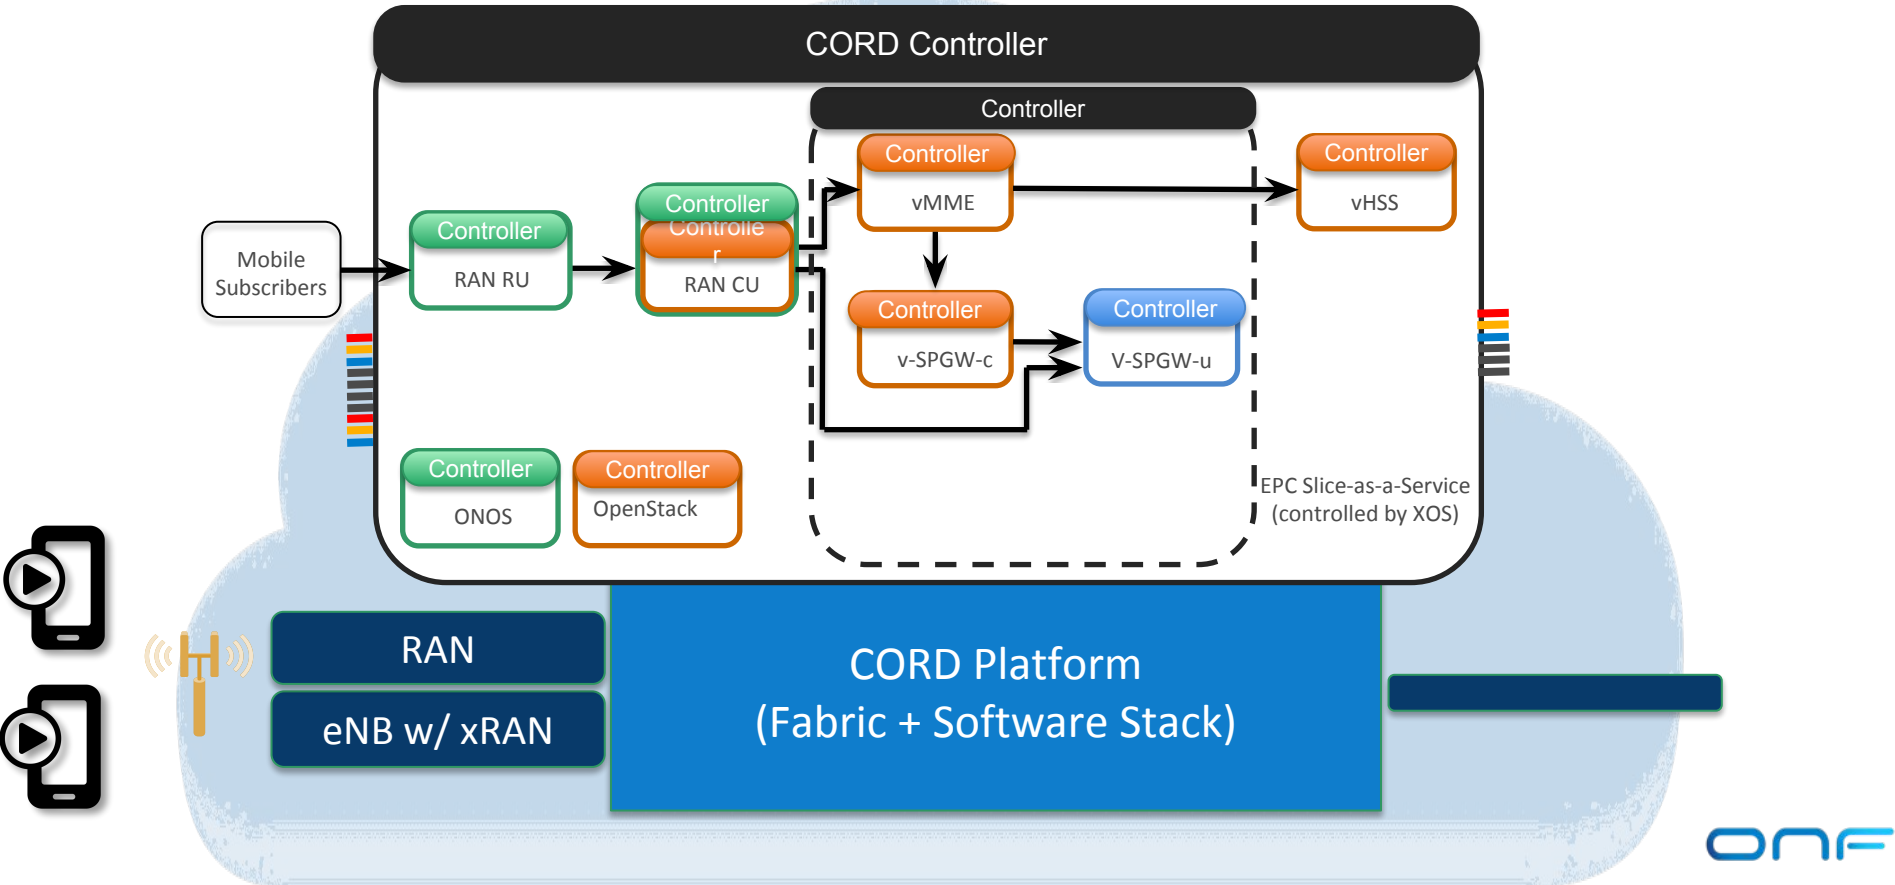 CORD Controller
Controller
Controller
vMME
Controller
vHSS
Controller
Controlle
r
RAN CU
Controller
RAN RU
Mobile
Subscribers
Controller
v-SPGW-c
Controller
V-SPGW-u
Controller
ONOS
Controller
OpenStack
EPC Slice-as-a-Service
(controlled by XOS)
RAN
eNB w/ xRAN
CORD Platform
(Fabric + Software Stack)
ONF